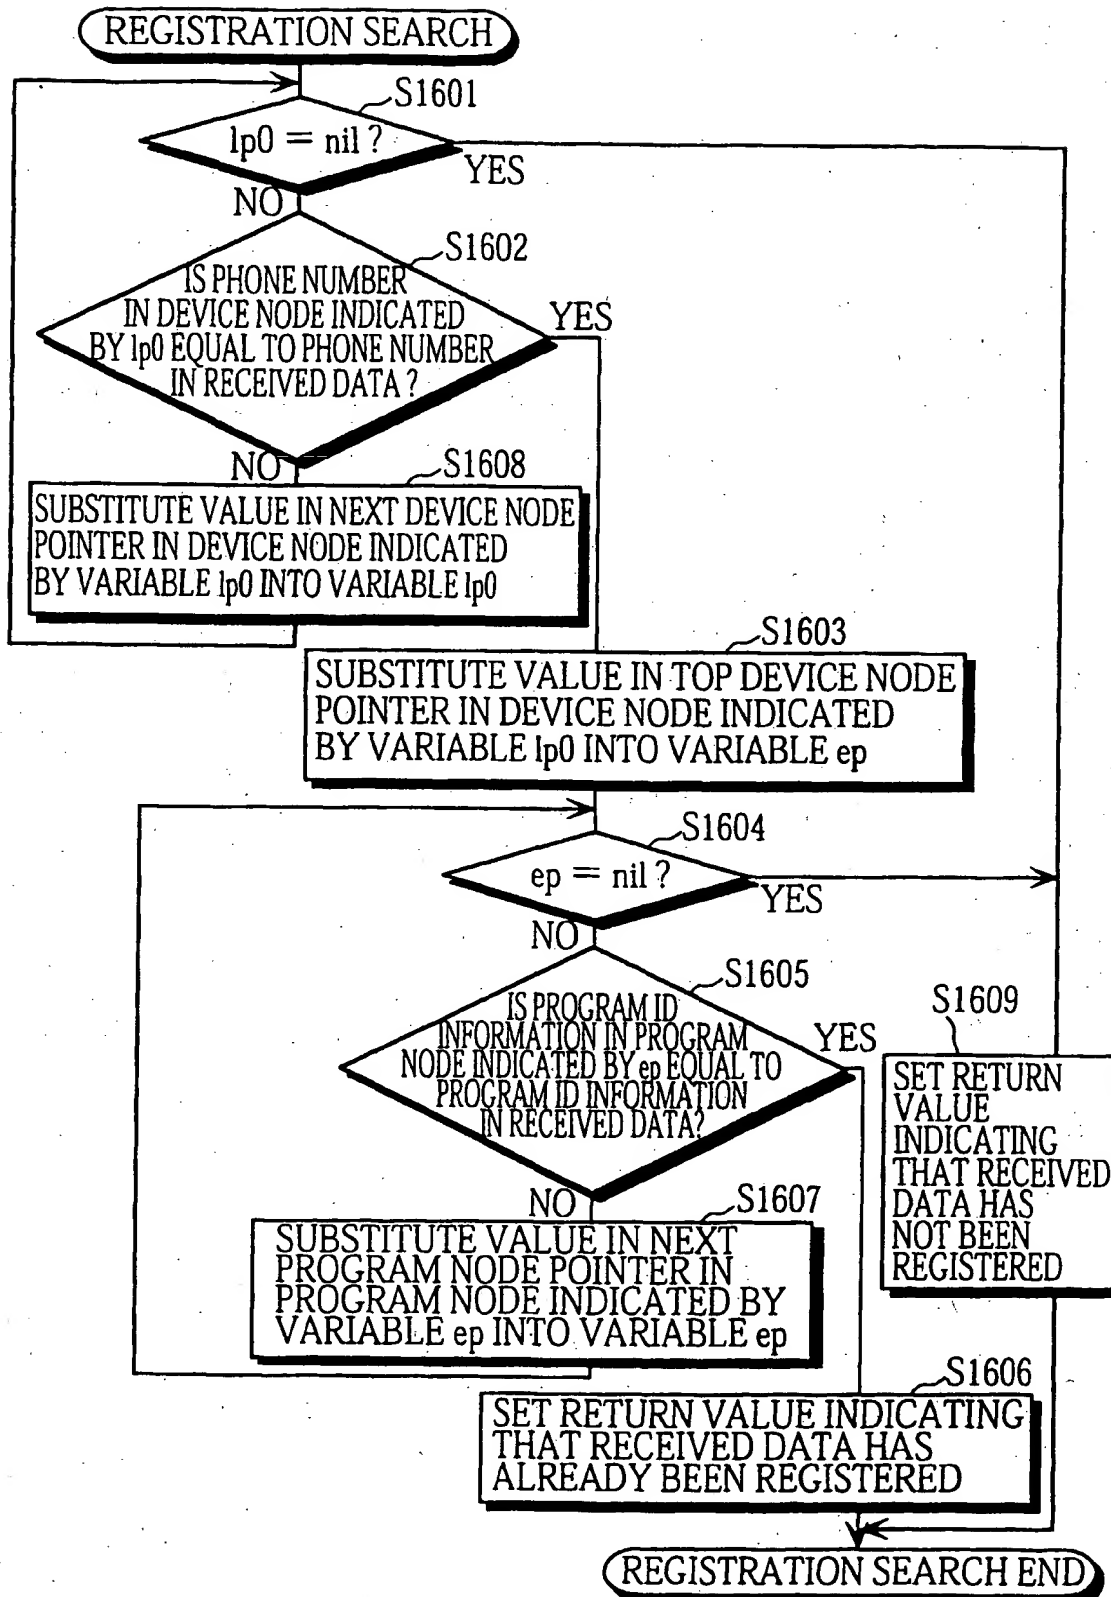 REGISTRATION SEARCH
S1601
lp0 = nil ?
YES
NO
S1602
IS PHONE NUMBER
IN DEVICE NODE INDICATED
BY lp0 EQUAL TO PHONE NUMBER
IN RECEIVED DATA ?
YES
NO
S1608
SUBSTITUTE VALUE IN NEXT DEVICE NODE
POINTER IN DEVICE NODE INDICATED
BY VARIABLE lp0 INTO VARIABLE lp0
S1603
SUBSTITUTE VALUE IN TOP DEVICE NODE
POINTER IN DEVICE NODE INDICATED
BY VARIABLE lp0 INTO VARIABLE ep
S1604
ep = nil ?
YES
NO
S1605
IS PROGRAM ID
INFORMATION IN PROGRAM
NODE INDICATED BY ep EQUAL TO
PROGRAM ID INFORMATION
IN RECEIVED DATA?
YES
NO
S1609
SET RETURN
VALUE
INDICATING
THAT RECEIVED
DATA HAS
NOT BEEN
REGISTERED
S1607
SUBSTITUTE VALUE IN NEXT
PROGRAM NODE POINTER IN
PROGRAM NODE INDICATED BY
VARIABLE ep INTO VARIABLE ep
S1606
SET RETURN VALUE INDICATING
THAT RECEIVED DATA HAS
ALREADY BEEN REGISTERED
REGISTRATION SEARCH END